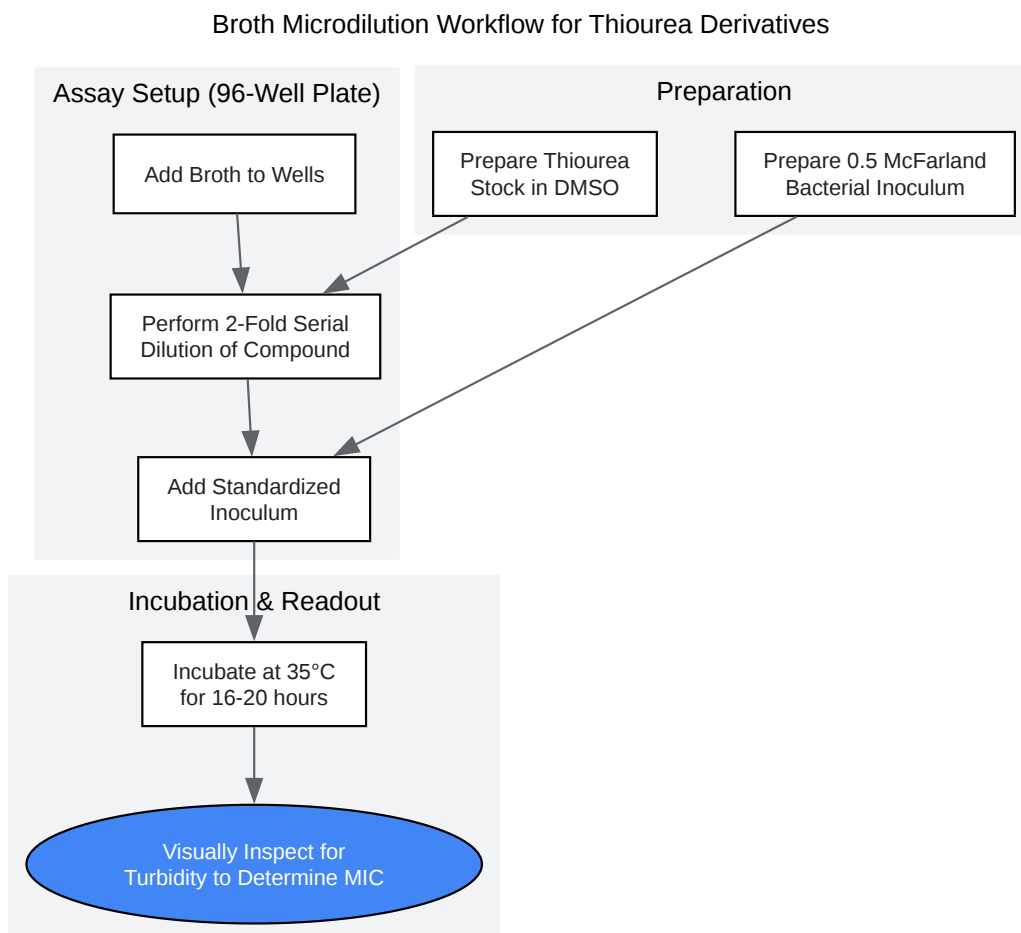 Broth Microdilution Workflow for Thiourea Derivatives
Assay Setup (96-Well Plate)
Preparation
Add Broth to Wells
Prepare Thiourea
Stock in DMSO
Prepare 0.5 McFarland
Bacterial Inoculum
Perform 2-Fold Serial
Dilution of Compound
Add Standardized
Inoculum
Incubation & Readout
Incubate at 35°C
for 16-20 hours
Visually Inspect for
Turbidity to Determine MIC